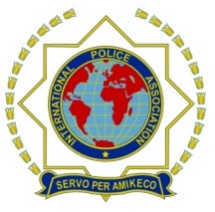 INTERNATIONAL POLICE ASSOCIATION
SERVO PER AMIKECO